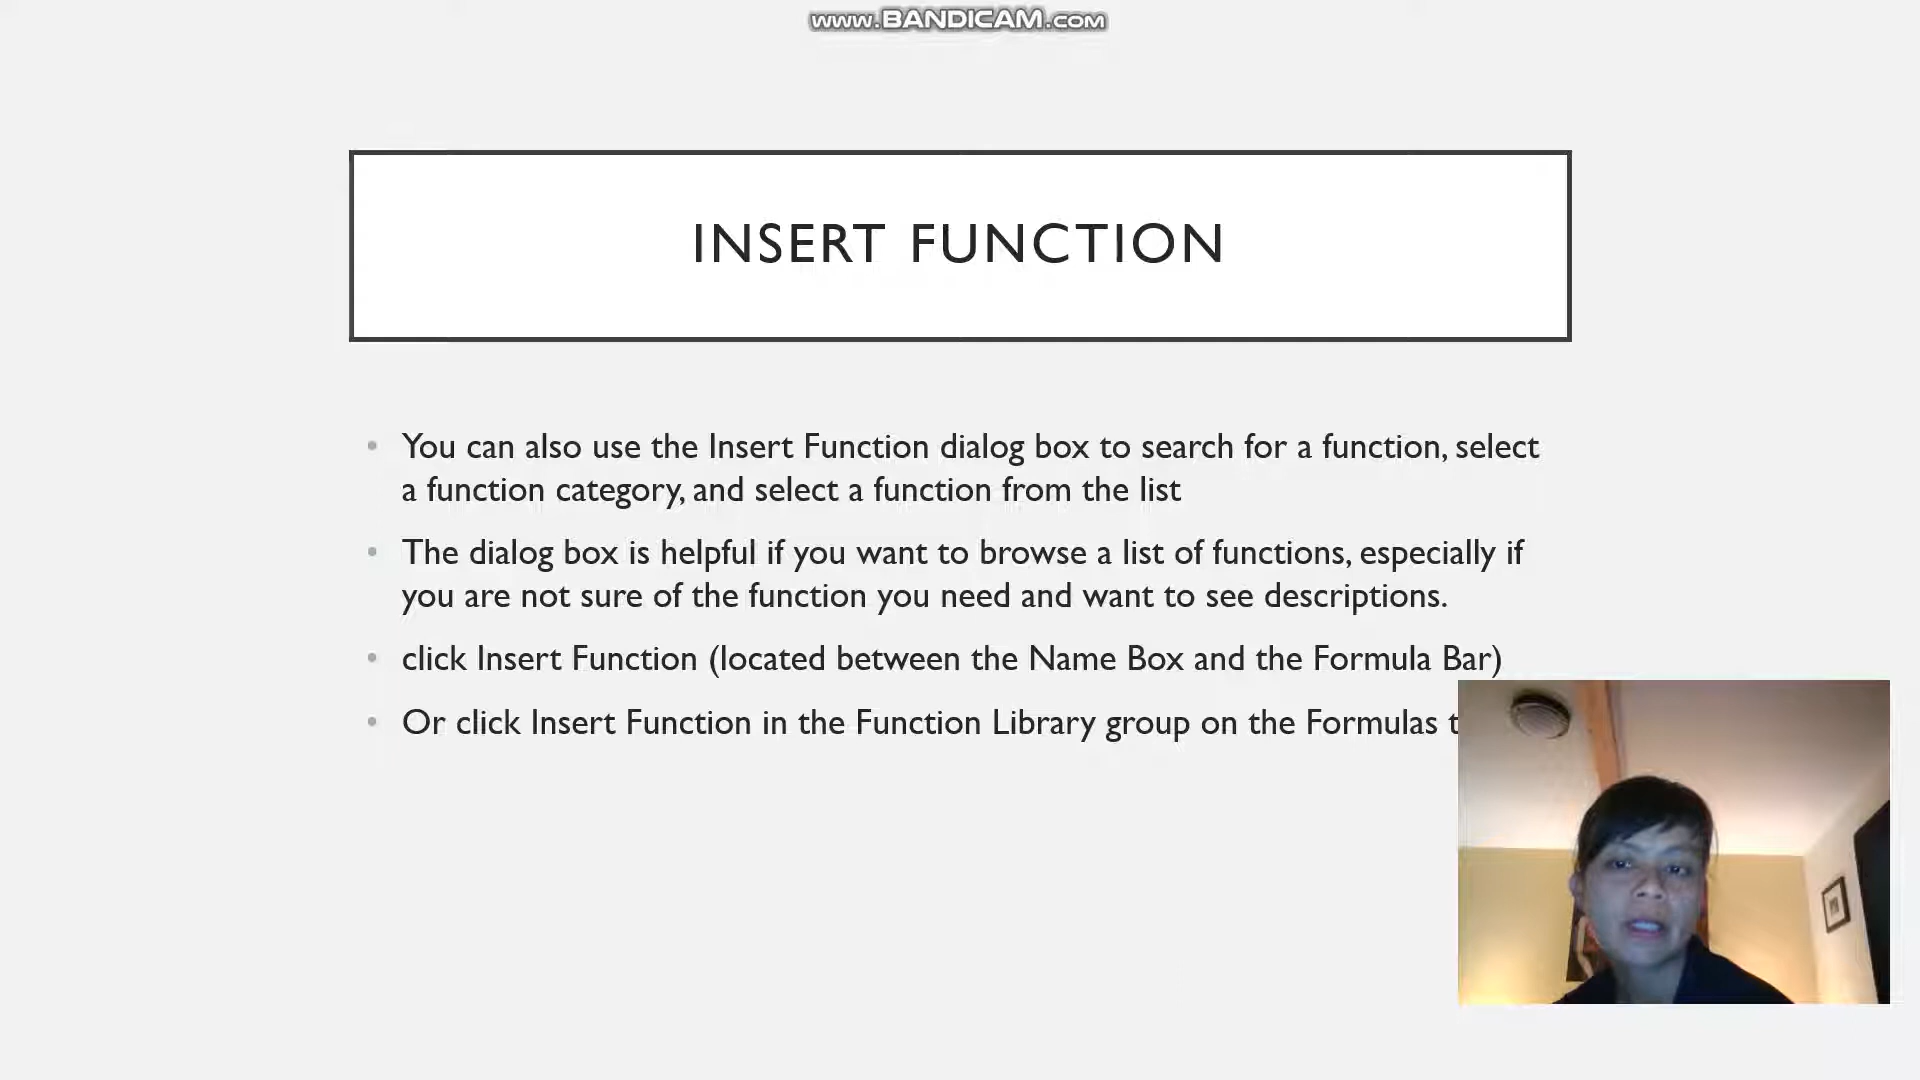 www.BANDICAM.com
INSERT FUNCTION
You can also use the Insert Function dialog box to search for a function, select
a function category, and select a function from the list
The dialog box is helpful if you want to browse a list of functions, especially if
you are not sure of the function you need and want to see descriptions.
click Insert Function (located between the Name Box and the Formula Bar)
Or click Insert Function in the Function Library group on the Formulas